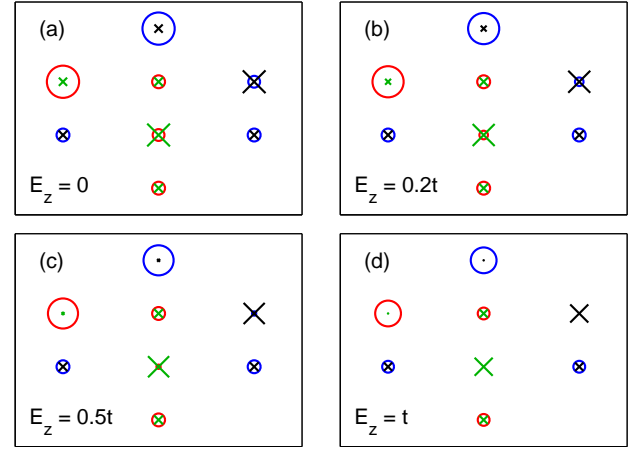 (a)
E_z = 0
(b)
E_z = 0.2t
(c)
E_z = 0.5t
(d)
E_z = t